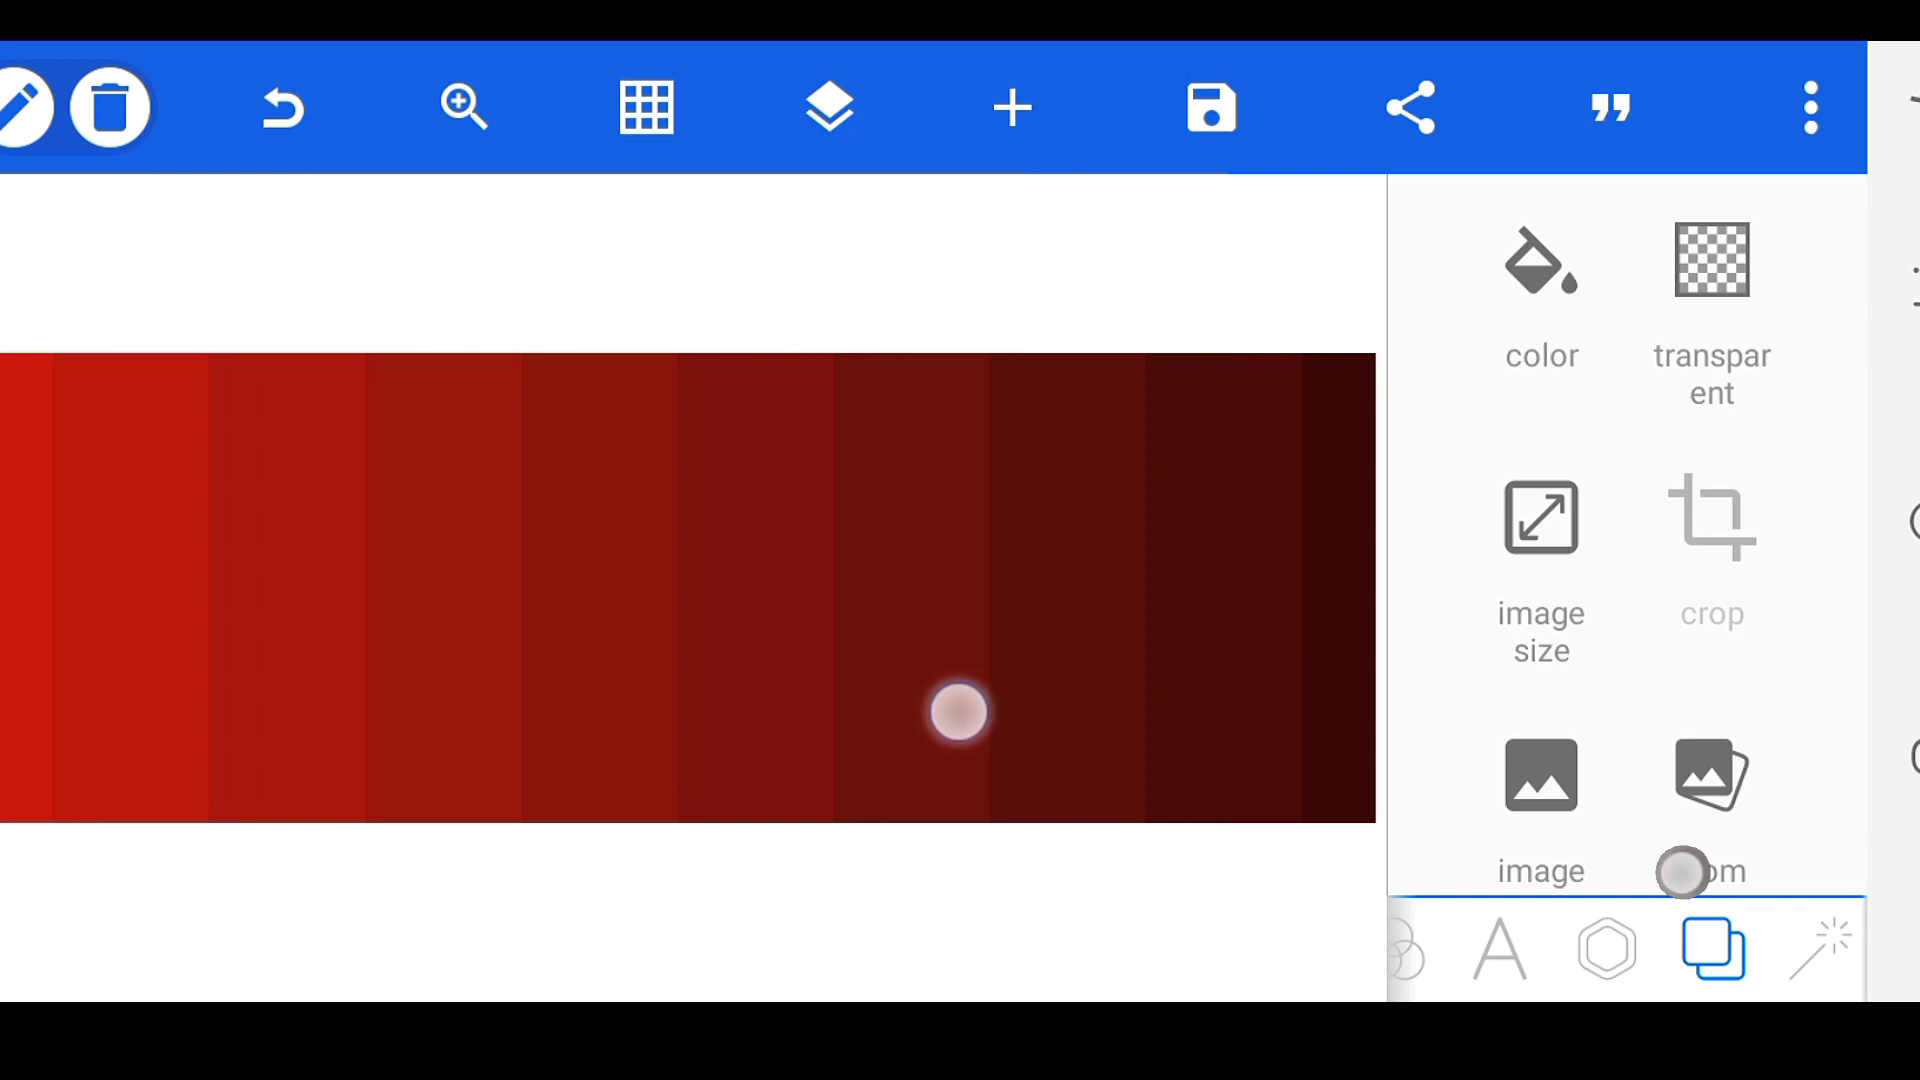 color
transpar
ent
image
size
crop
image